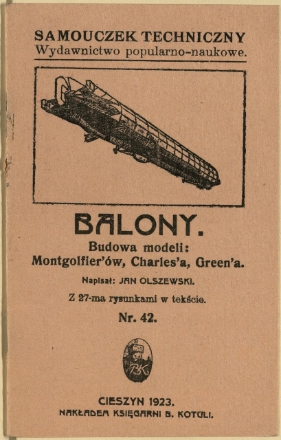 SAMOUCZEK TECHNICZNY
Wydawnictwo popularno-naukowe.
BALONY.
Budowa modeli:
Montgolfier'ów, Charles'a, Green'a.
Napisał: JAN OLSZEWSKI.
Z 27-ma rysunkami w tekście.
Nr. 42.
CIESZYN 1923.
NAKŁADEM KSIĘGARNI B. KOTULI.